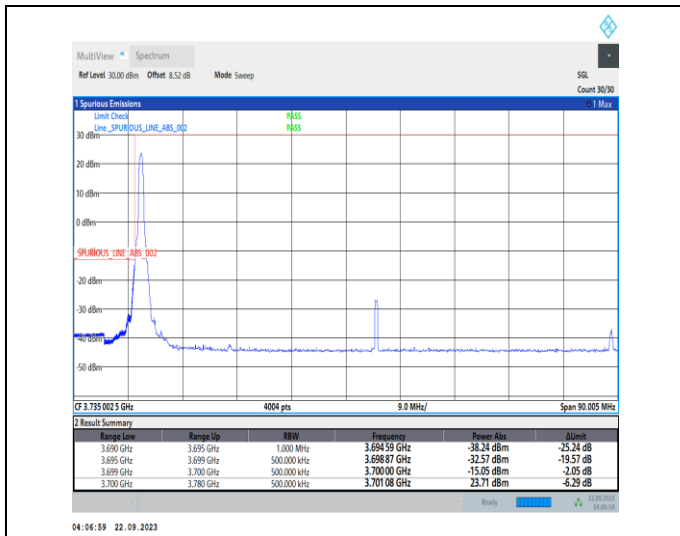 MultiView Spectrum
Ref Level 30.00 dBm Offset 8.52 dB Mode Sweep SGL
Count 30/30
1 Spurious Emissions 1 Max
Limit Check PASS
Line _SPURIOUS_LINE_ABS_002 PASS
30 dBm
20 dBm
10 dBm
0 dBm
_SPURIOUS_LINE_ABS_002
-20 dBm
-30 dBm
-40 dBm
-50 dBm
CF 3.735 002 5 GHz 4004 pts 9.0 MHz/ Span 90.005 MHz
2 Result Summary
Range Low Range Up RBW Frequency Power Abs ΔLimit
3.690 GHz 3.695 GHz 1.000 MHz 3.694 59 GHz -38.24 dBm -25.24 dB
3.695 GHz 3.699 GHz 500.000 kHz 3.698 87 GHz -32.57 dBm -19.57 dB
3.699 GHz 3.700 GHz 500.000 kHz 3.700 00 GHz -15.05 dBm -2.05 dB
3.700 GHz 3.780 GHz 500.000 kHz 3.701 08 GHz 23.71 dBm -6.29 dB
Ready 22.09.2023
04:06:59
04:06:59 22.09.2023